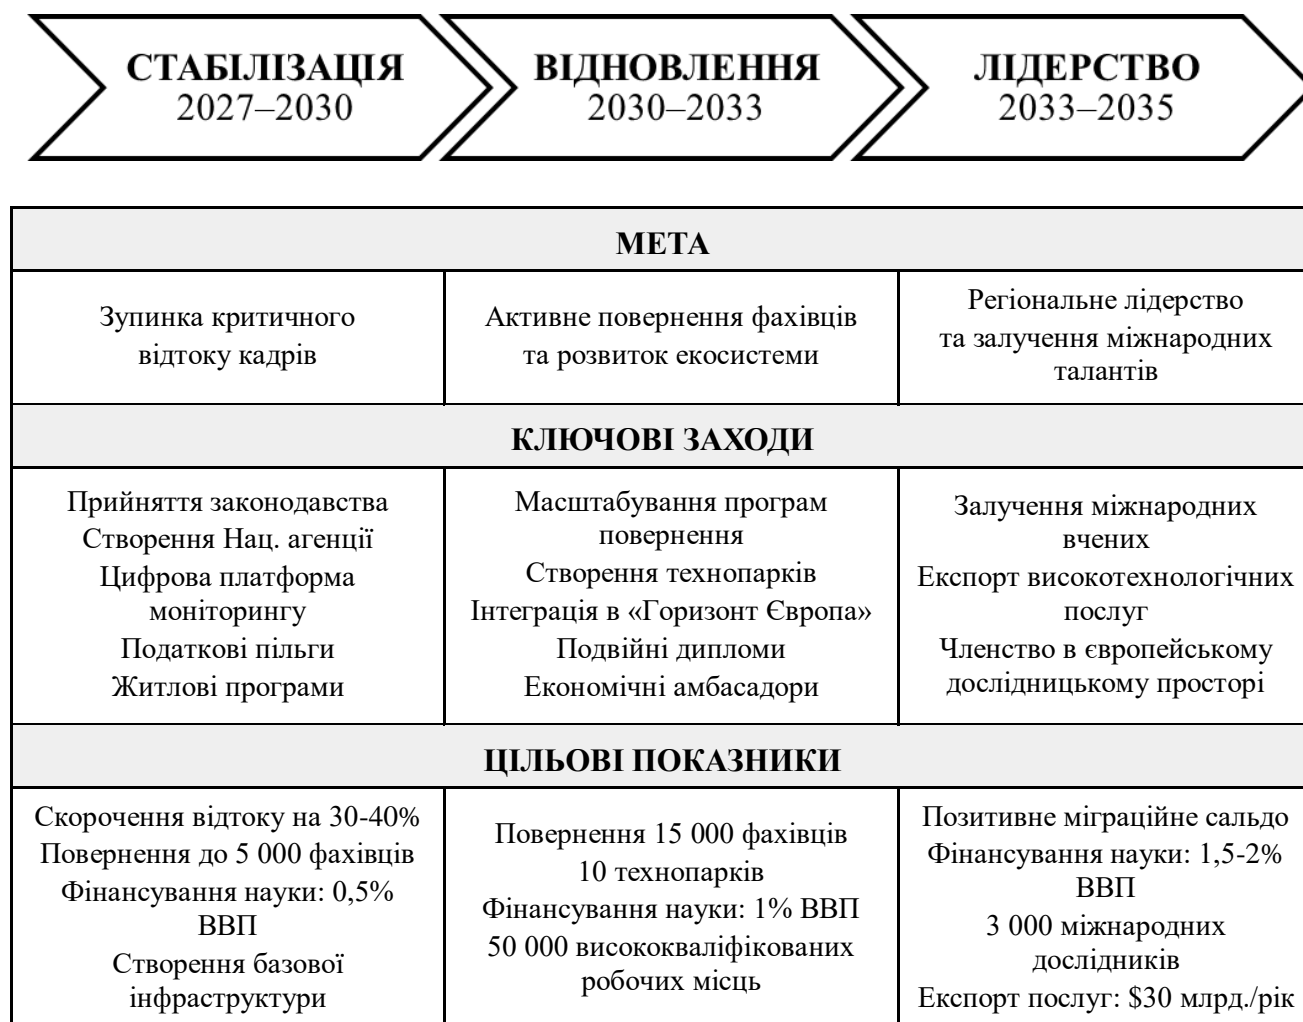 СТАБІЛІЗАЦІЯ
2027–2030
ВІДНОВЛЕННЯ
2030–2033
ЛІДЕРСТВО
2033–2035
МЕТА
Зупинка критичного
відтоку кадрів
Активне повернення фахівців
та розвиток екосистеми
Регіональне лідерство
та залучення міжнародних
талантів
КЛЮЧОВІ ЗАХОДИ
Прийняття законодавства
Створення Нац. агенції
Цифрова платформа
моніторингу
Податкові пільги
Житлові програми
Масштабування програм
повернення
Створення технопарків
Інтеграція в «Горизонт Європа»
Подвійні дипломи
Економічні амбасадори
Залучення міжнародних
вчених
Експорт високотехнологічних
послуг
Членство в європейському
дослідницькому просторі
ЦІЛЬОВІ ПОКАЗНИКИ
Скорочення відтоку на 30-40%
Повернення до 5 000 фахівців
Фінансування науки: 0,5%
ВВП
Створення базової
інфраструктури
Повернення 15 000 фахівців
10 технопарків
Фінансування науки: 1% ВВП
50 000 висококваліфікованих
робочих місць
Позитивне міграційне сальдо
Фінансування науки: 1,5-2%
ВВП
3 000 міжнародних
дослідників
Експорт послуг: $30 млрд./рік